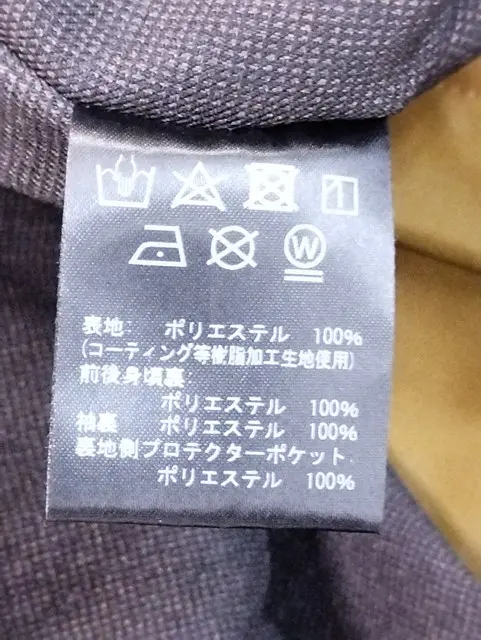 W
表地: ポリエステル 100%
(コーティング等樹脂加工生地使用)
前後身頃裏
ポリエステル 100%
袖裏 ポリエステル 100%
裏地側プロテクターポケット
ポリエステル 100%